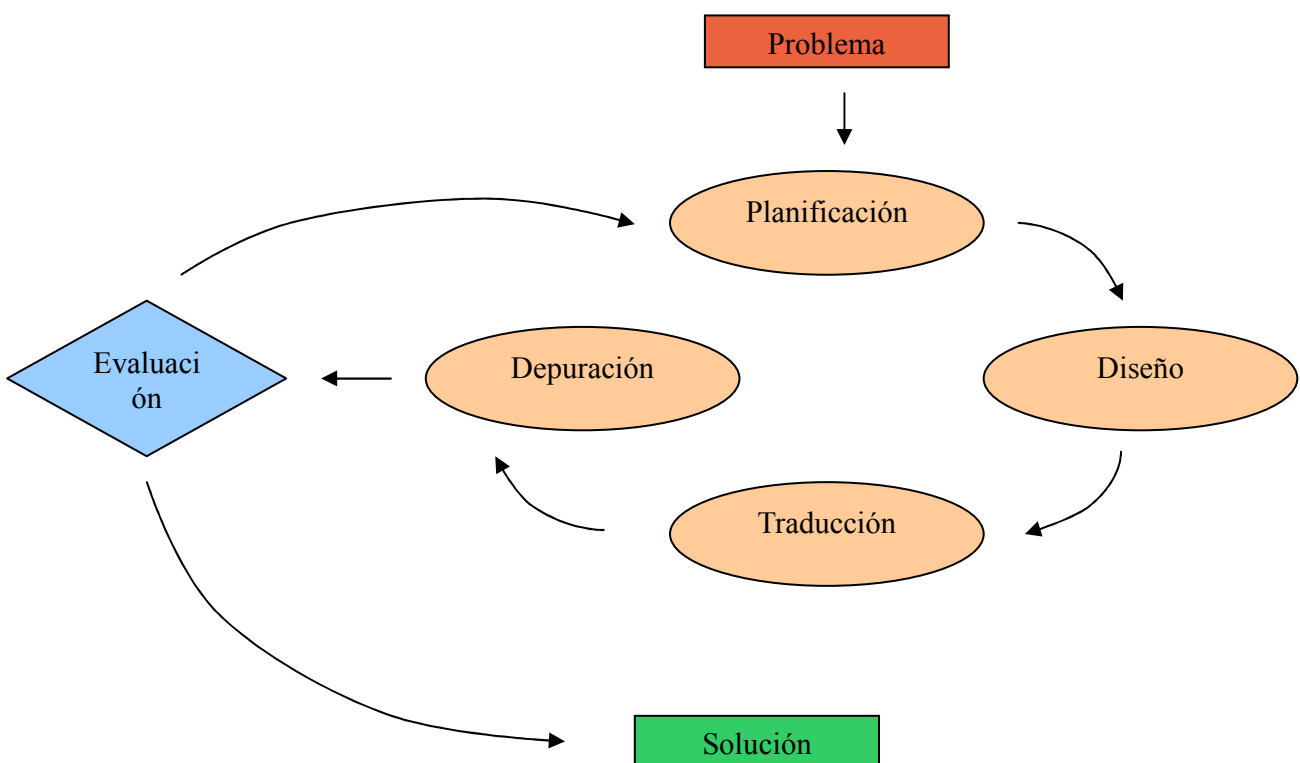 Problema
Planificación
Evaluaci
ón
Depuración
Diseño
Traducción
Solución